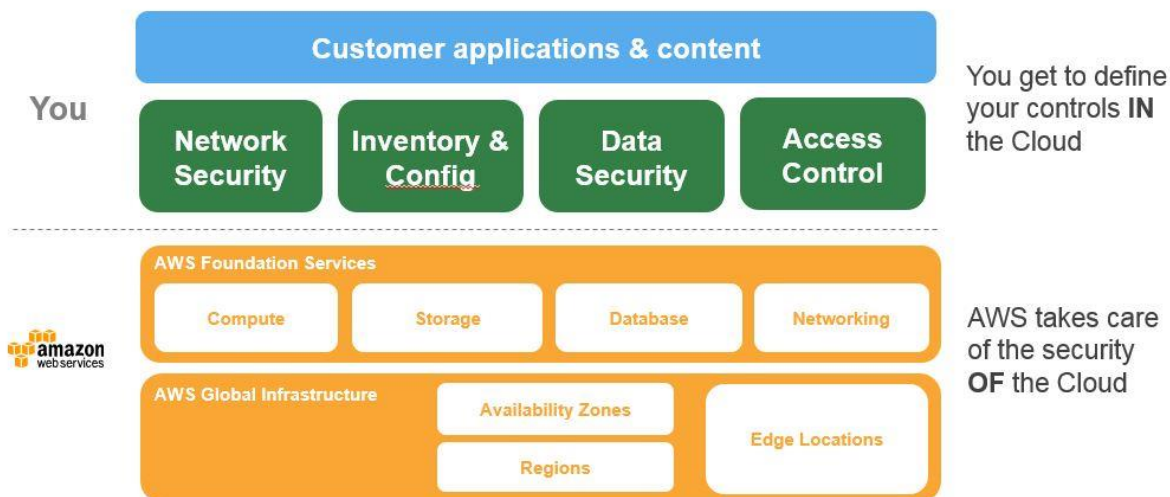 Customer applications & content
You
Network
Security
Inventory &
Config
Data
Security
Access
Control
You get to define
your controls IN
the Cloud
AWS Foundation Services
Compute
Storage
Database
Networking
amazon
webservices
AWS Global Infrastructure
Availability Zones
Regions
Edge Locations
AWS takes care
of the security
OF the Cloud